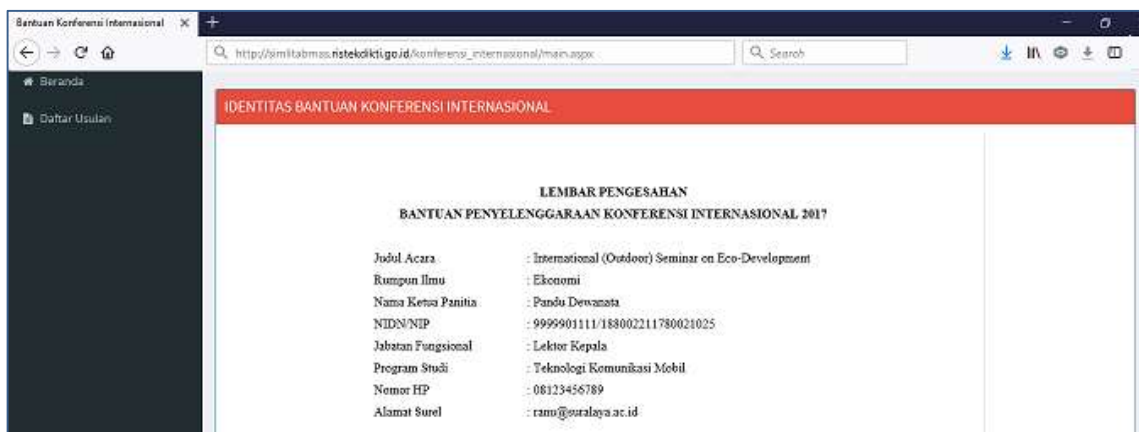 Bantuan Konferensi Internasional
http://simlitabmas.ristekdikti.go.id/konferensi_internasional/main.aspx
Search
Beranda
IDENTITAS BANTUAN KONFERENSI INTERNASIONAL
Daftar Usulan
LEMBAR PENGESAHAN
BANTUAN PENYELENGGARAAN KONFERENSI INTERNASIONAL 2017
Judul Acara : International (Outdoor) Seminar on Eco-Development
Rumpun Ilmu : Ekonomi
Nama Ketua Panitia : Pandu Dewanata
NIDN/NIP : 9999901111/188002211780021025
Jabatan Fungsional : Lektor Kepala
Program Studi : Teknologi Komunikasi Mobil
Nomor HP : 08123456789
Alamat Surel : ranu@suralaya.ac.id